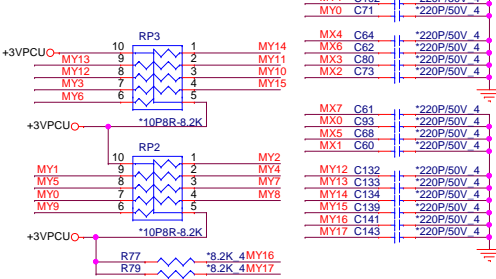 RP3
+3VPCU 10 1 MY14
MY13 9 2 MY11
MY12 8 3 MY10
MY3 7 4 MY15
MY6 6 5
+3VPCU *10P8R-8.2K
RP2
10 1 MY2
MY1 9 2 MY4
MY5 8 3 MY7
MY0 7 4 MY8
MY9 6 5
+3VPCU *10P8R-8.2K
R77 *8.2K_4 MY16
R79 *8.2K_4 MY17
MY0 C71 *220P/50V_4
MX4 C64 *220P/50V_4
MX6 C62 *220P/50V_4
MX3 C80 *220P/50V_4
MX2 C73 *220P/50V_4
MX7 C61 *220P/50V_4
MX0 C93 *220P/50V_4
MX5 C68 *220P/50V_4
MX1 C60 *220P/50V_4
MY12 C132 *220P/50V_4
MY13 C133 *220P/50V_4
MY14 C134 *220P/50V_4
MY15 C139 *220P/50V_4
MY16 C141 *220P/50V_4
MY17 C143 *220P/50V_4